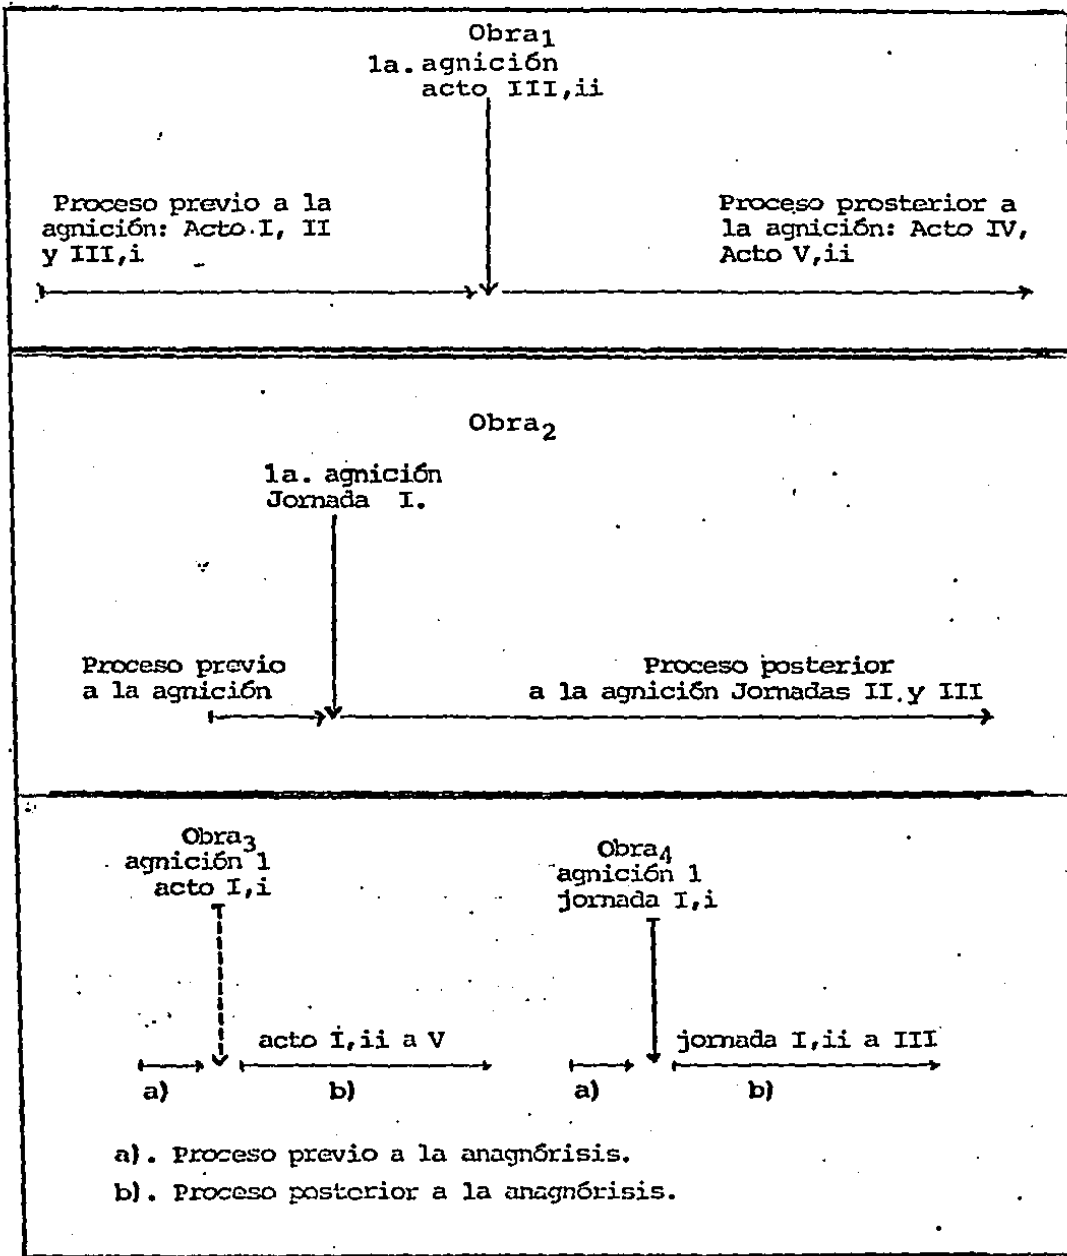 Obra1
1a. agnición
acto III,ii
Proceso previo a la
agnición: Acto I, II
y III,i
Proceso prosterior a
la agnición: Acto IV,
Acto V,ii
Obra2
1a. agnición
Jornada I.
Proceso previo
a la agnición
Proceso posterior
a la agnición Jornadas II y III
Obra3
agnición 1
acto I,i
acto I,ii a V
a)
b)
Obra4
agnición 1
jornada I,i
jornada I,ii a III
a)
b)
a). Proceso previo a la anagnórisis.
b). Proceso posterior a la anagnórisis.